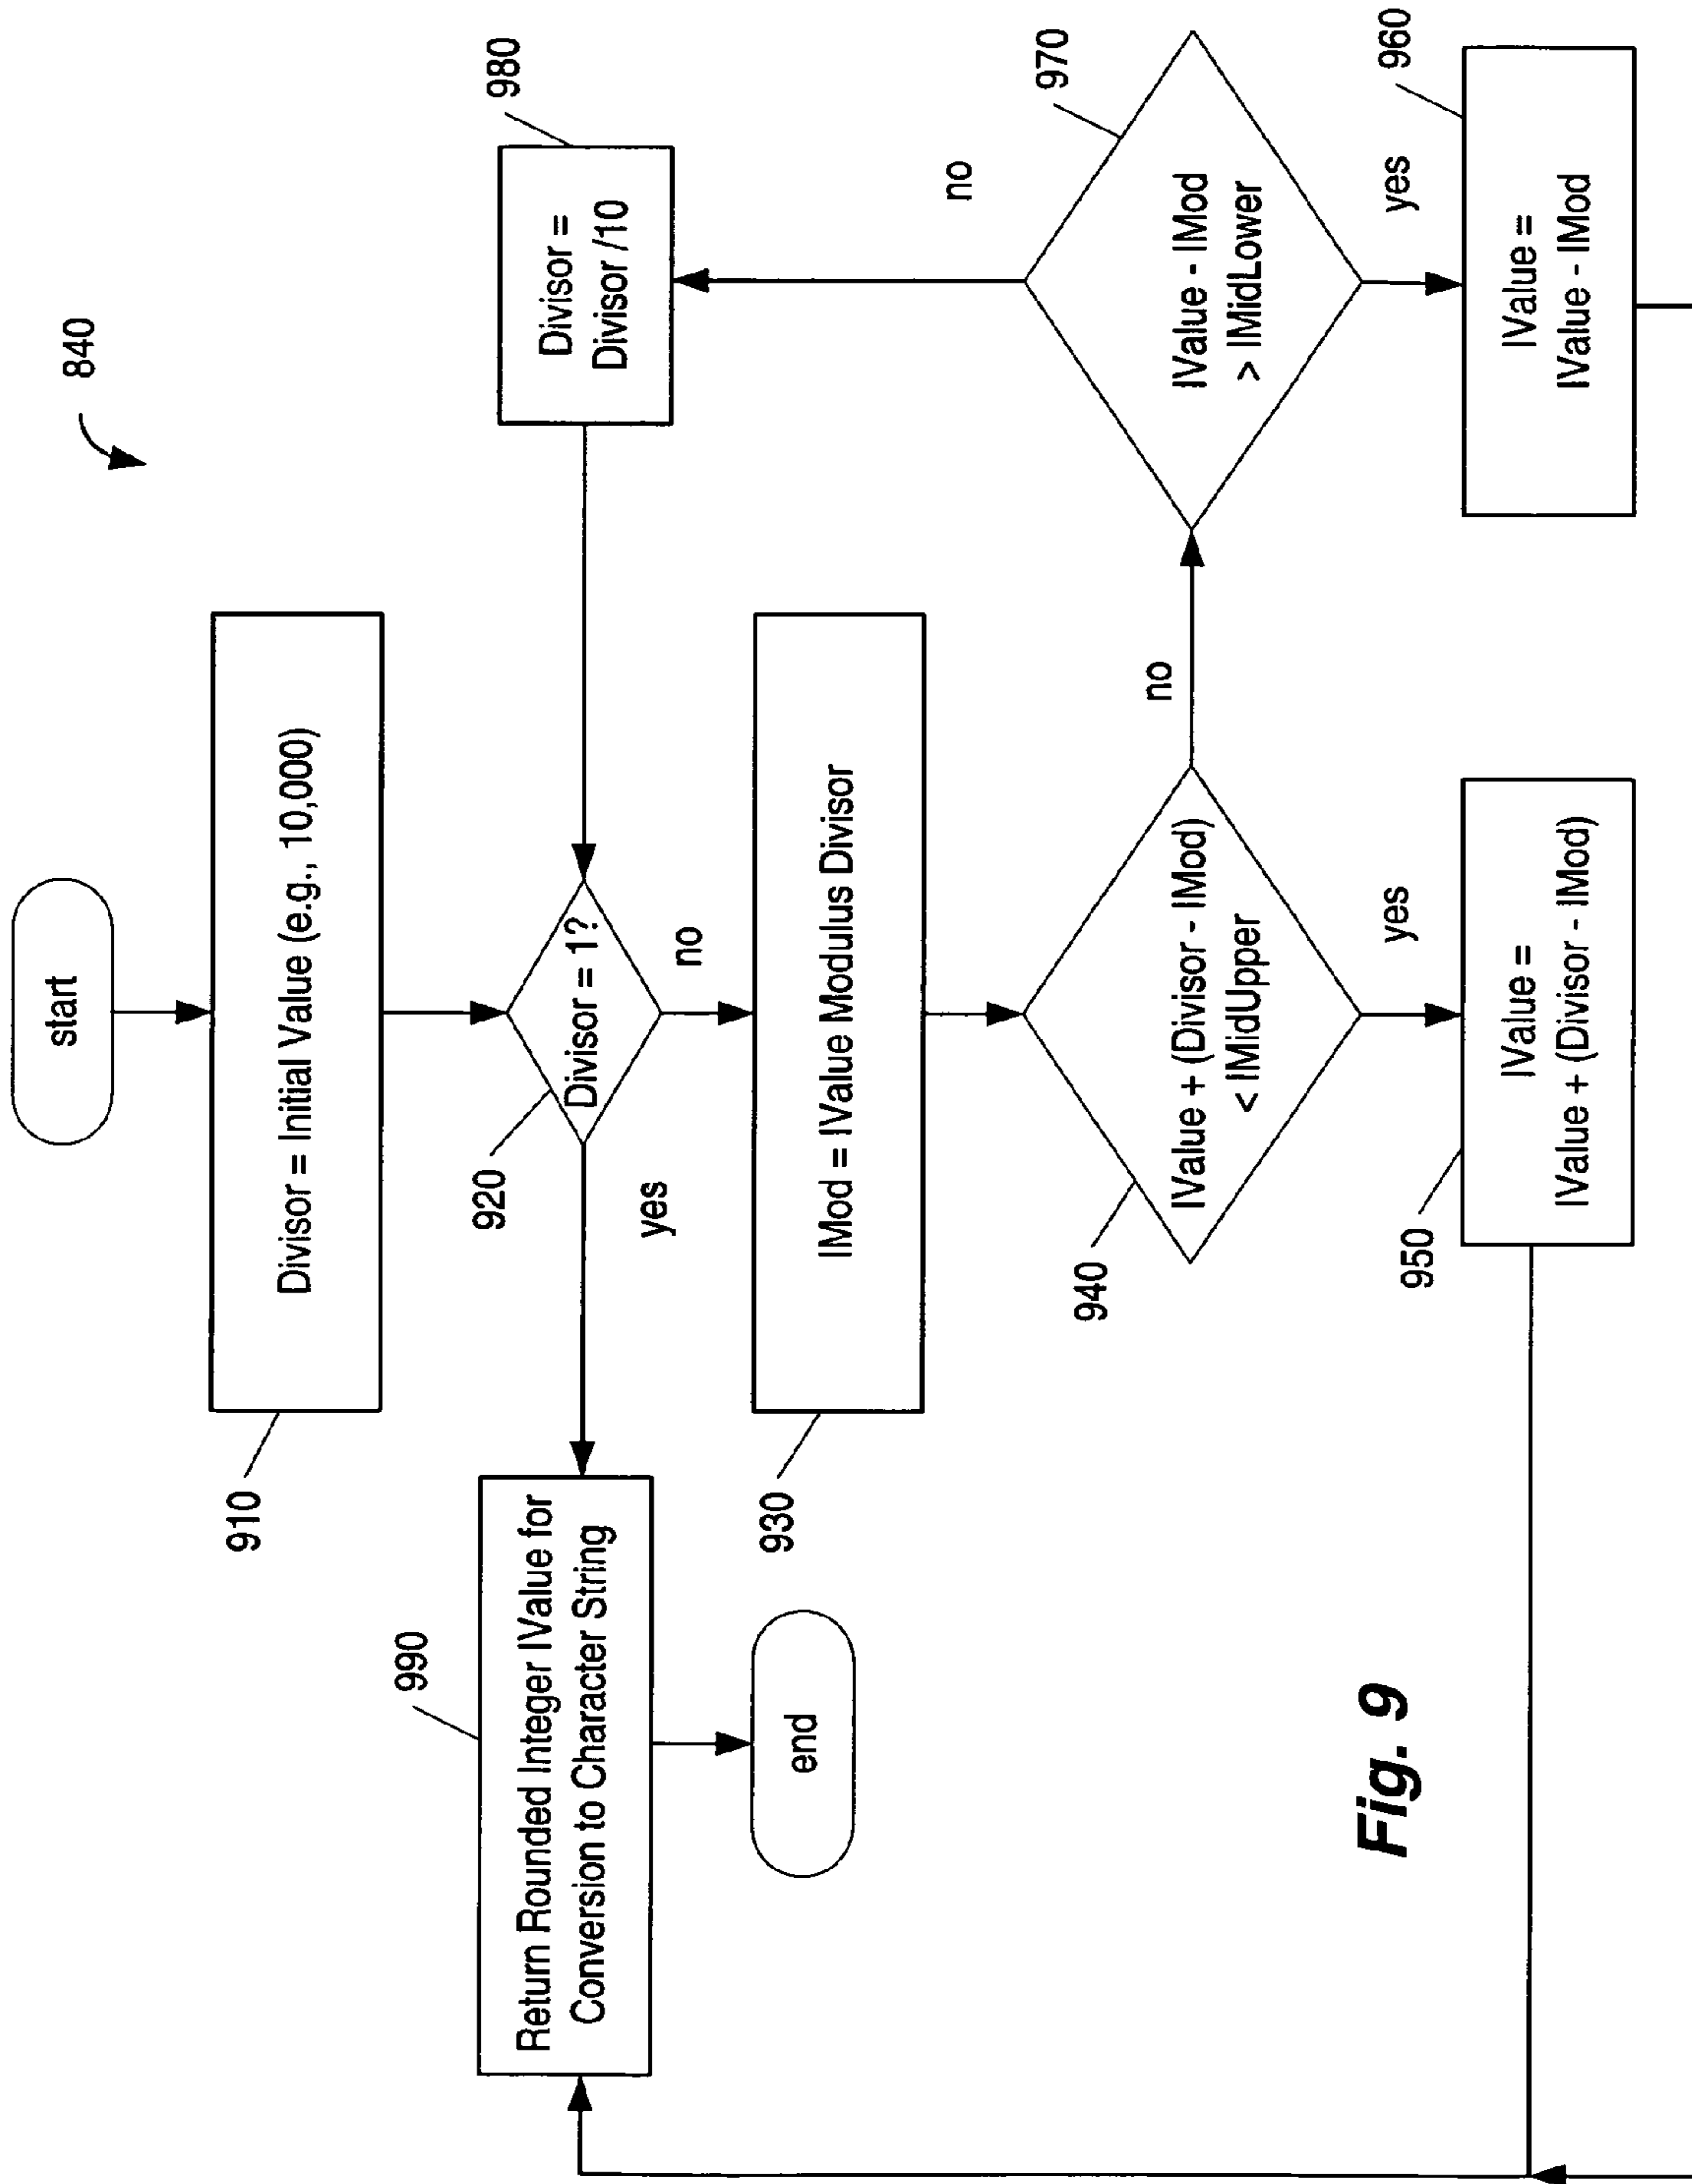 840
start
910
Divisor = Initial Value (e.g., 10,000)
980
Divisor =
Divisor /10
920
Divisor = 1?
yes
no
990
Return Rounded Integer IValue for
Conversion to Character String
end
930
IMod = IValue Modulus Divisor
940
IValue + (Divisor - IMod)
< IMidUpper
no
yes
970
IValue - IMod
> IMidLower
no
yes
950
IValue =
IValue + (Divisor - IMod)
960
IValue =
IValue - IMod
Fig. 9